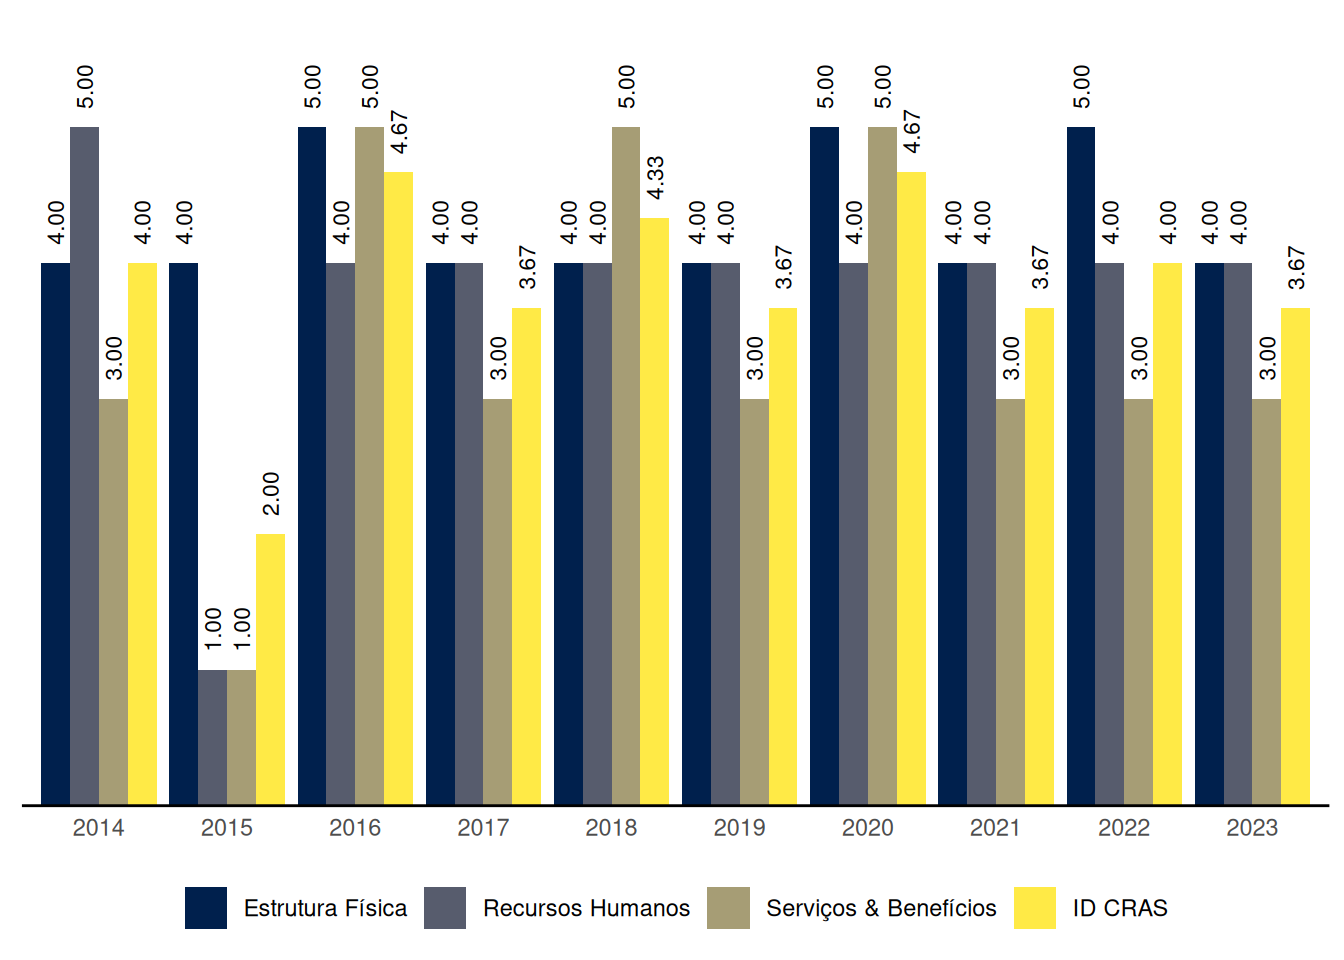 4.00 5.00 3.00 4.00 4.00 1.00 1.00 2.00 5.00 4.00 5.00 4.67 4.00 4.00 3.00 3.67 4.00 4.00 5.00 4.33 4.00 4.00 3.00 3.67 5.00 4.00 5.00 4.67 4.00 4.00 3.00 3.67 5.00 4.00 3.00 4.00 4.00 4.00 3.00 3.67
2014 2015 2016 2017 2018 2019 2020 2021 2022 2023
Estrutura Física Recursos Humanos Serviços & Benefícios ID CRAS